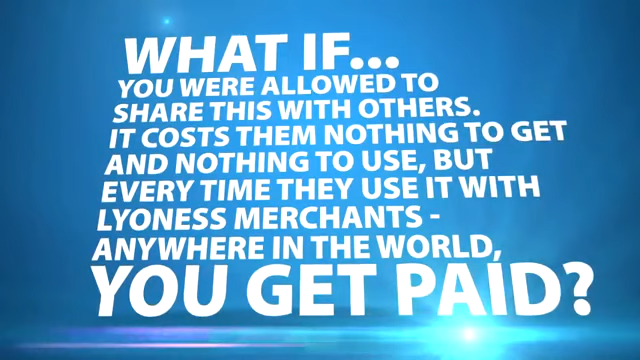 WHAT IF...
YOU WERE ALLOWED TO
SHARE THIS WITH OTHERS.
IT COSTS THEM NOTHING TO GET
AND NOTHING TO USE, BUT
EVERY TIME THEY USE IT WITH
LYONESS MERCHANTS -
ANYWHERE IN THE WORLD,
YOU GET PAID?